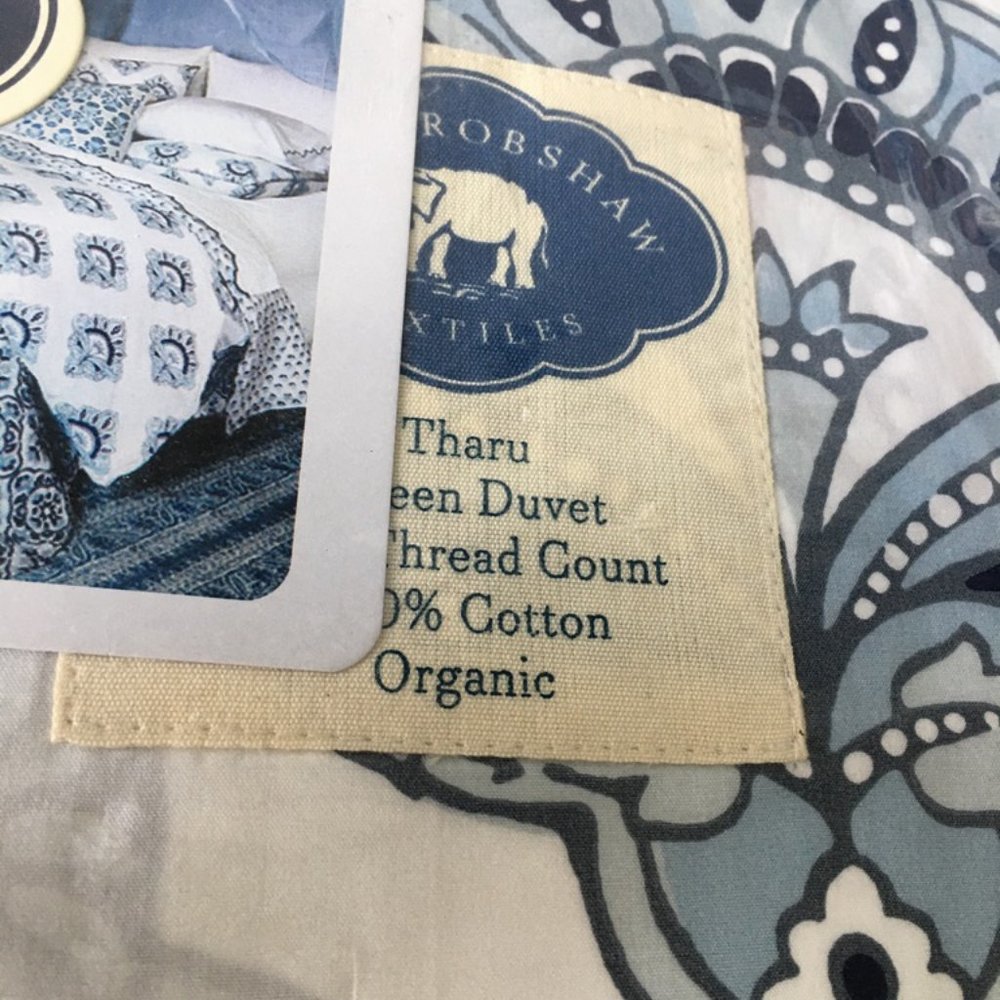 ROBSHAW
XTILES
Tharu
een Duvet
Thread Count
0% Cotton
Organic